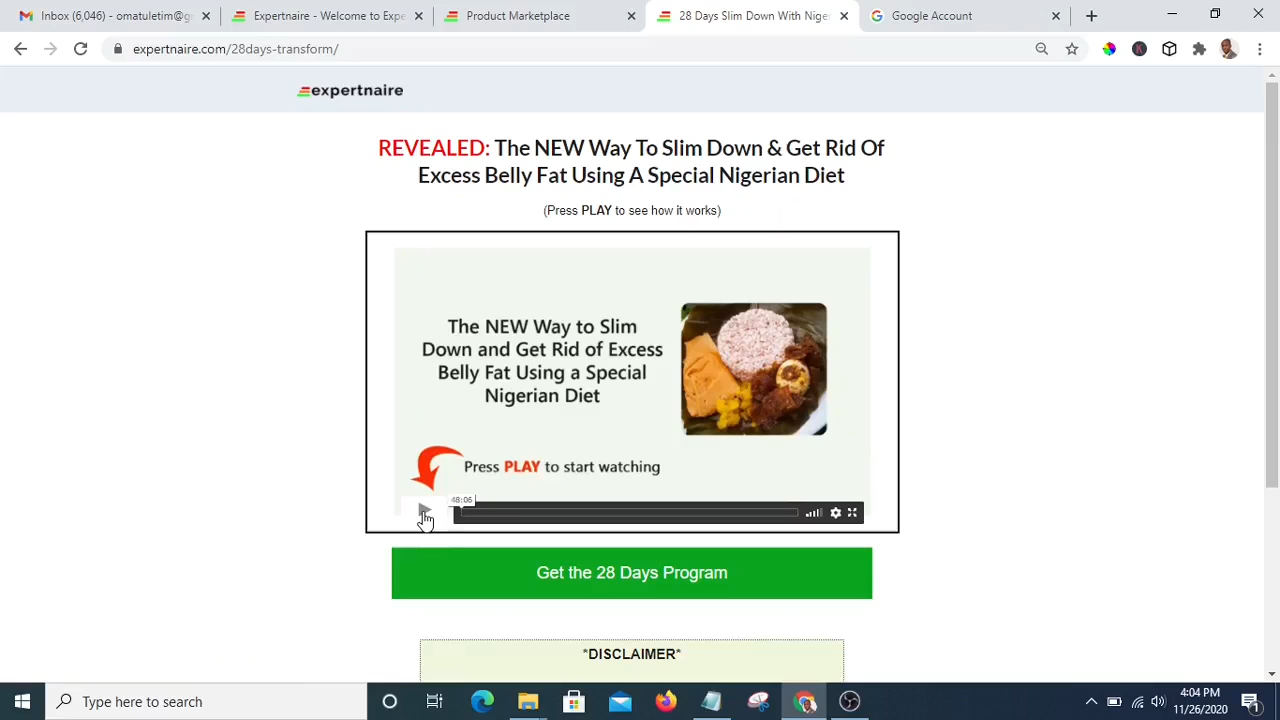 Inbox (6,046) - omatuletim@
Expertnaire - Welcome to Exp
Product Marketplace
28 Days Slim Down With Niger
Google Account
expertnaire.com/28days-transform/
expertnaire
REVEALED: The NEW Way To Slim Down & Get Rid Of
Excess Belly Fat Using A Special Nigerian Diet
(Press PLAY to see how it works)
The NEW Way to Slim
Down and Get Rid of Excess
Belly Fat Using a Special
Nigerian Diet
Press PLAY to start watching
48:06
Get the 28 Days Program
*DISCLAIMER*
Type here to search
4:04 PM
11/26/2020
1